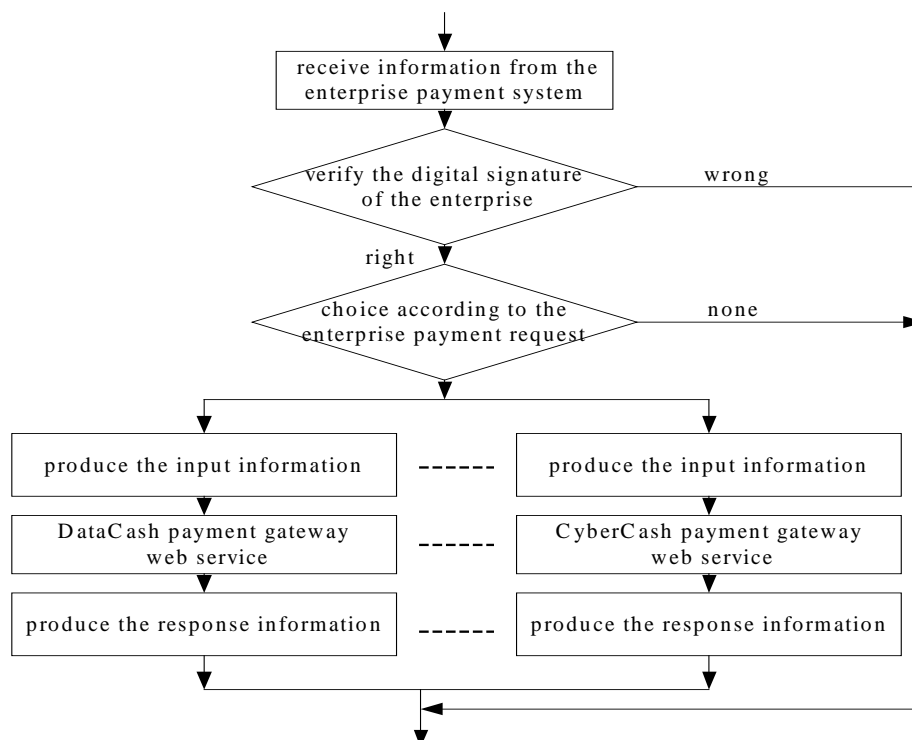 receive information from the
enterprise payment system
verify the digital signature
of the enterprise
wrong
right
choice according to the
enterprise payment request
none
produce the input information
produce the input information
DataCash payment gateway
web service
CyberCash payment gateway
web service
produce the response information
produce the response information